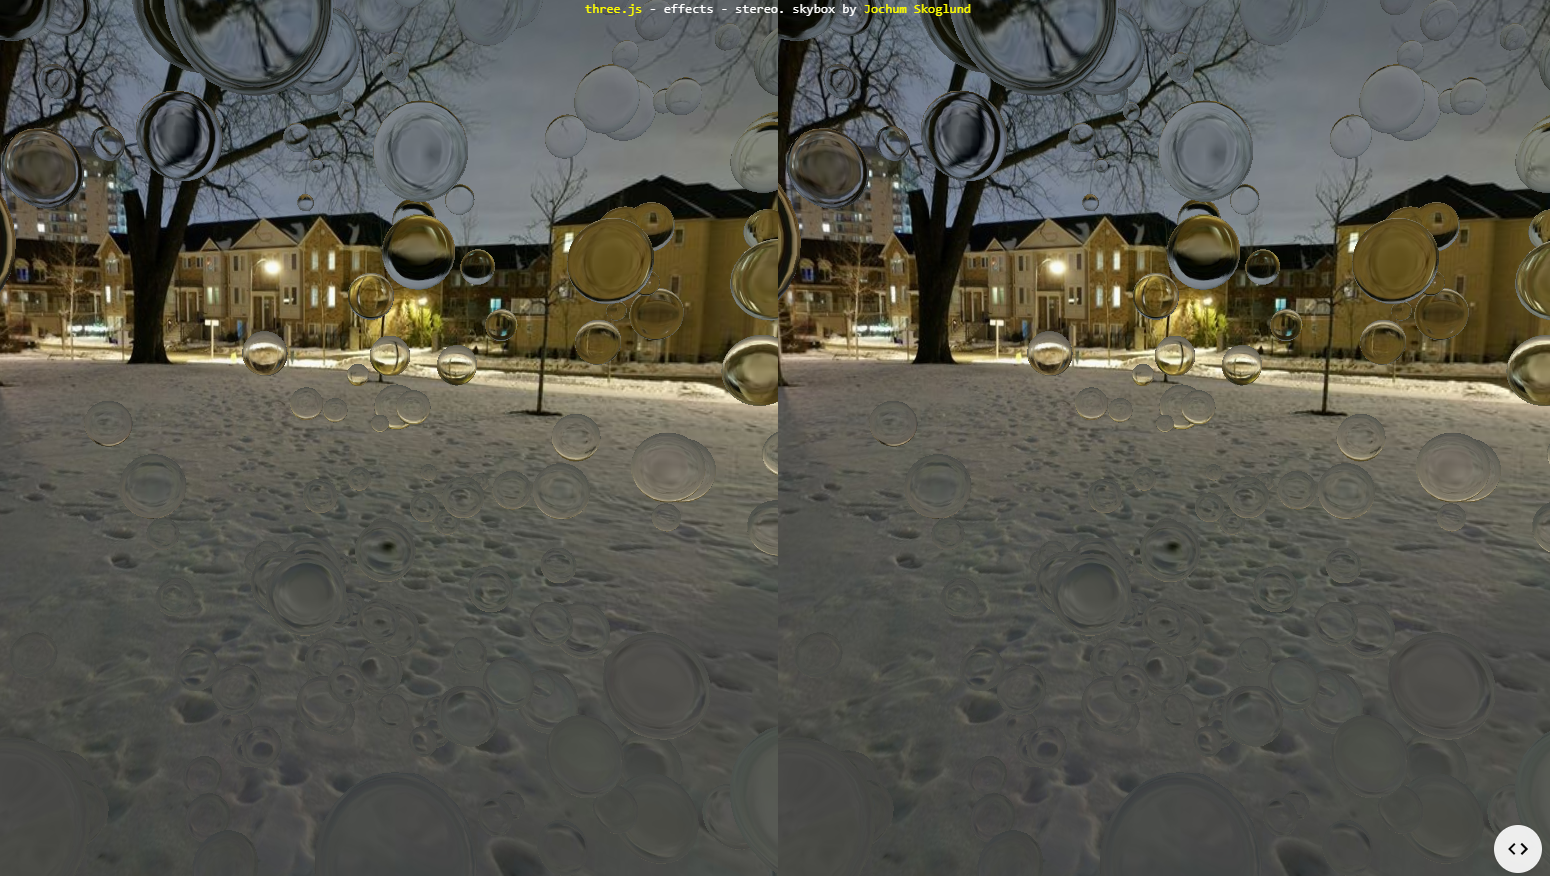 three.js - effects - stereo. skybox by Jochum Skoglund